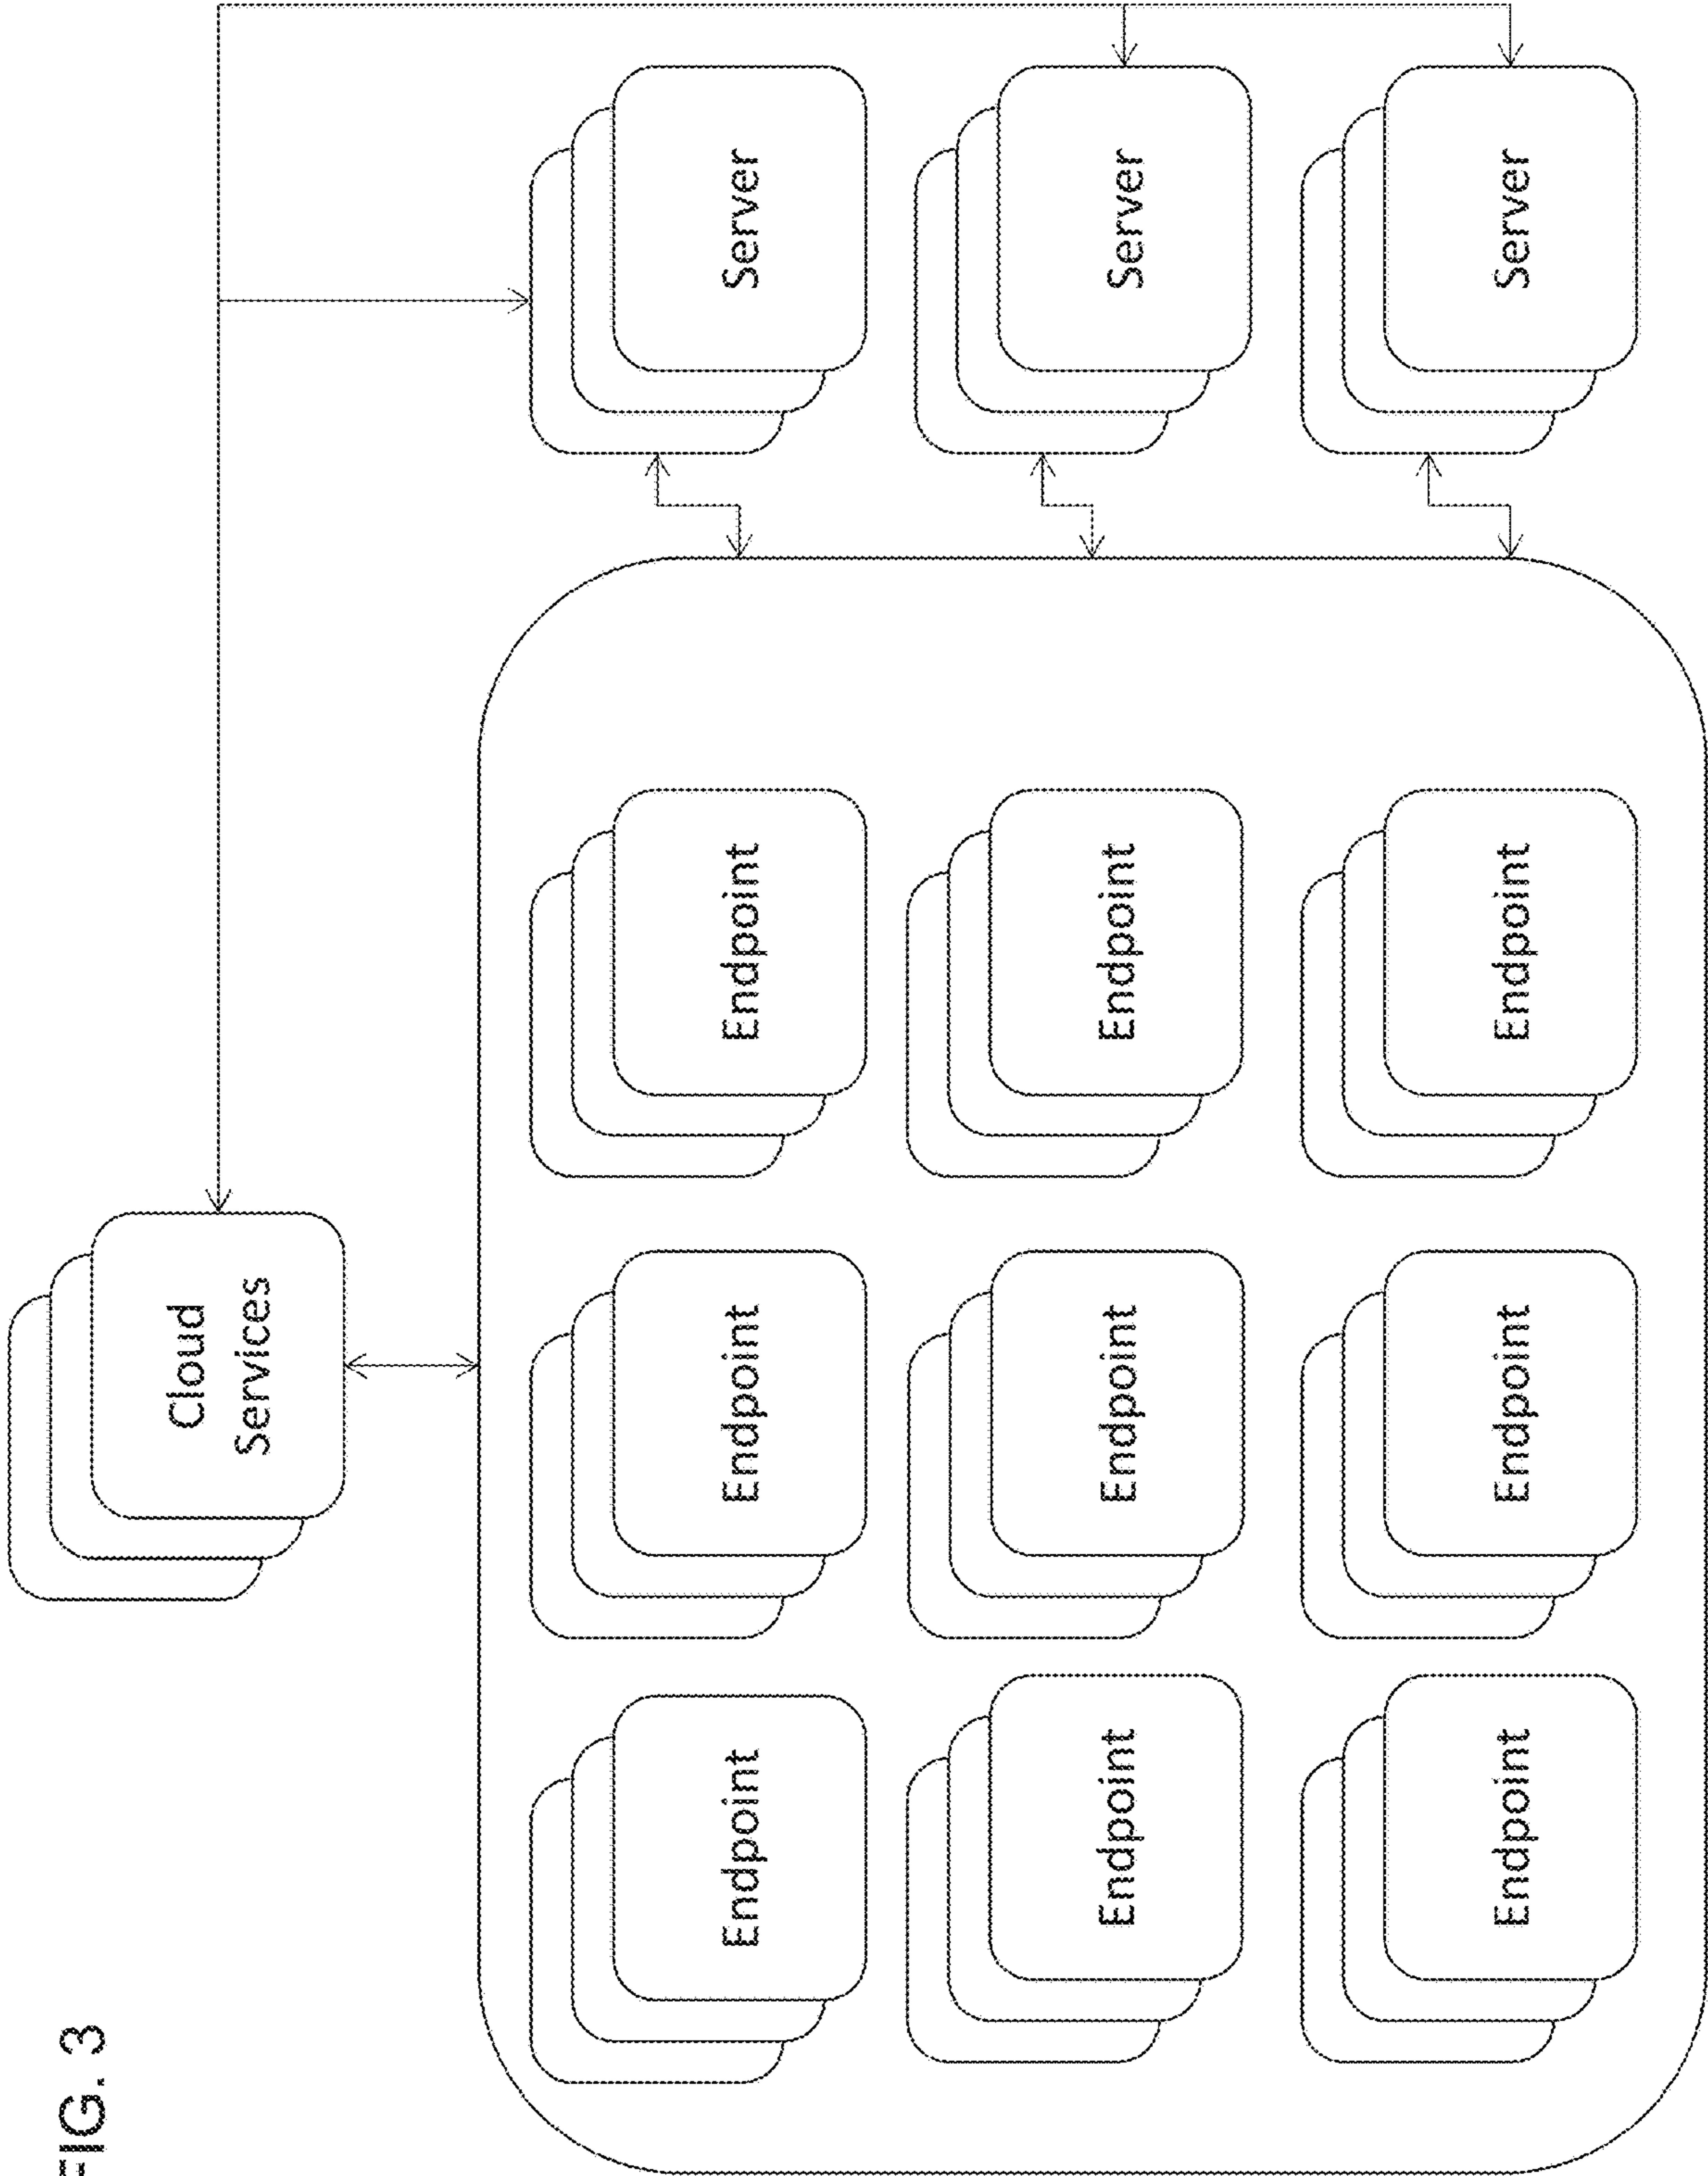 FIG. 3
Cloud
Services
Endpoint
Endpoint
Endpoint
Server
Endpoint
Endpoint
Endpoint
Server
Endpoint
Endpoint
Endpoint
Server